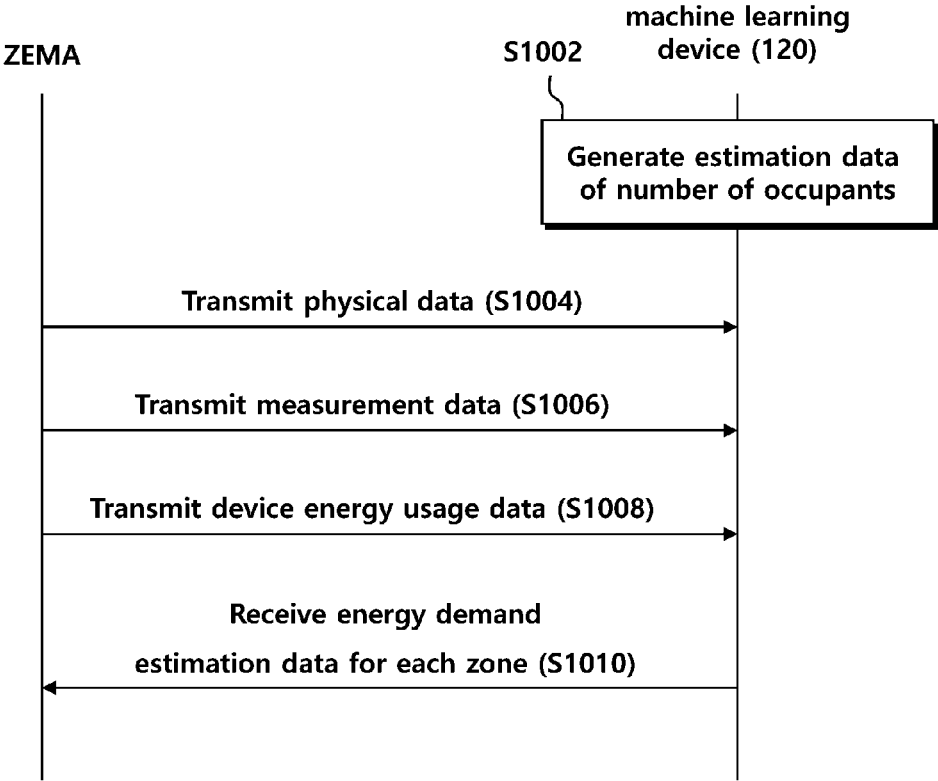 machine learning
device (120)
ZEMA
S1002
Generate estimation data
of number of occupants
Transmit physical data (S1004)
Transmit measurement data (S1006)
Transmit device energy usage data (S1008)
Receive energy demand
estimation data for each zone (S1010)